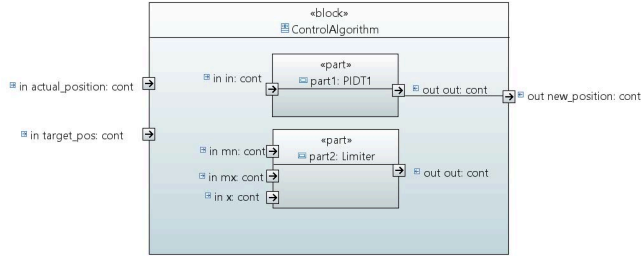 «block»
ControlAlgorithm
«part»
part1: PIDT1
in in: cont
in actual_position: cont
out out: cont
out new_position: cont
in target_pos: cont
«part»
in mn: cont
part2: Limiter
out out: cont
in mx: cont
in x: cont